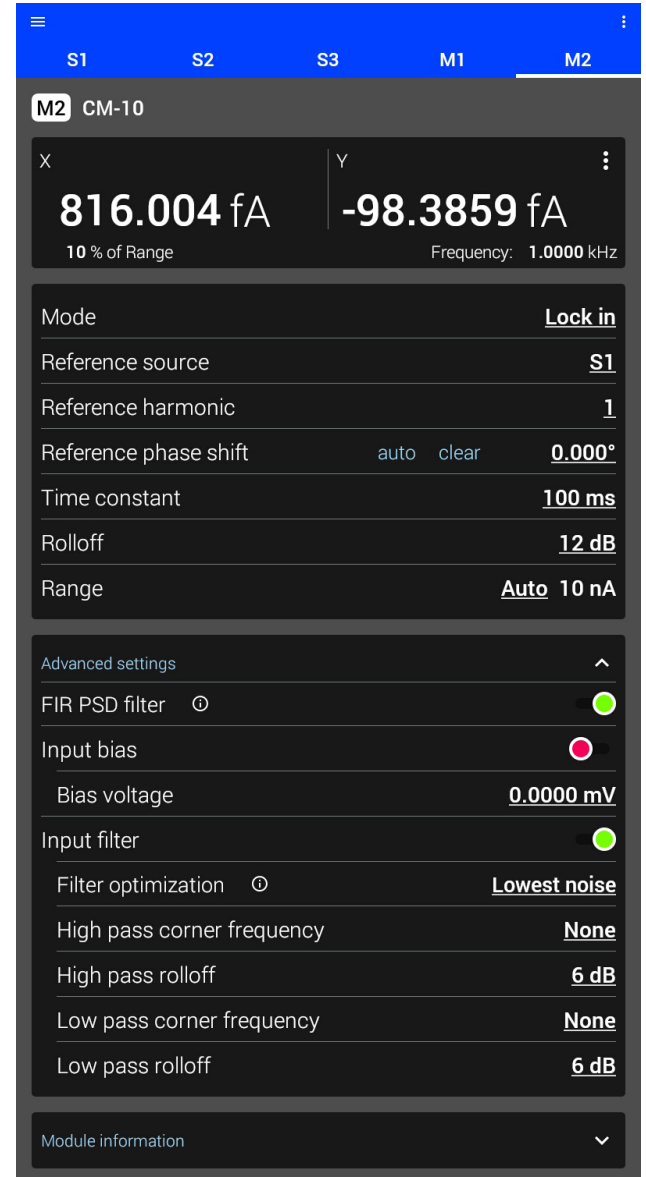 S1 S2 S3 M1 M2
M2 CM-10
X Y
816.004 fA -98.3859 fA
10 % of Range Frequency: 1.0000 kHz
Mode Lock in
Reference source S1
Reference harmonic 1
Reference phase shift auto clear 0.000°
Time constant 100 ms
Rolloff 12 dB
Range Auto 10 nA
Advanced settings
FIR PSD filter
Input bias
Bias voltage 0.0000 mV
Input filter
Filter optimization Lowest noise
High pass corner frequency None
High pass rolloff 6 dB
Low pass corner frequency None
Low pass rolloff 6 dB
Module information